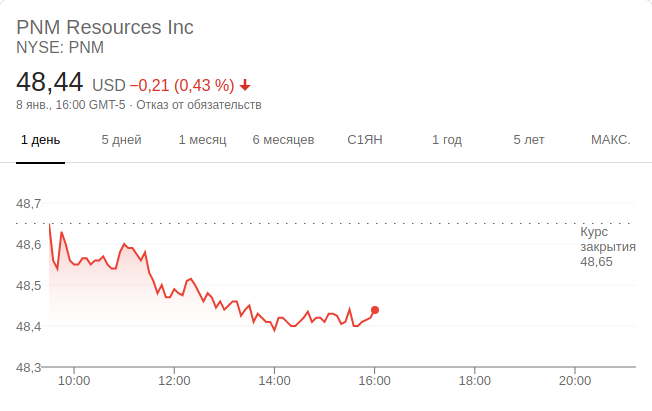 PNM Resources Inc
NYSE: PNM
48,44 USD −0,21 (0,43 %)
8 янв., 16:00 GMT-5 · Отказ от обязательств
1 день 5 дней 1 месяц 6 месяцев С1ЯН 1 год 5 лет МАКС.
48,7
Курс
закрытия
48,65
48,6
48,5
48,4
48,3
10:00 12:00 14:00 16:00 18:00 20:00